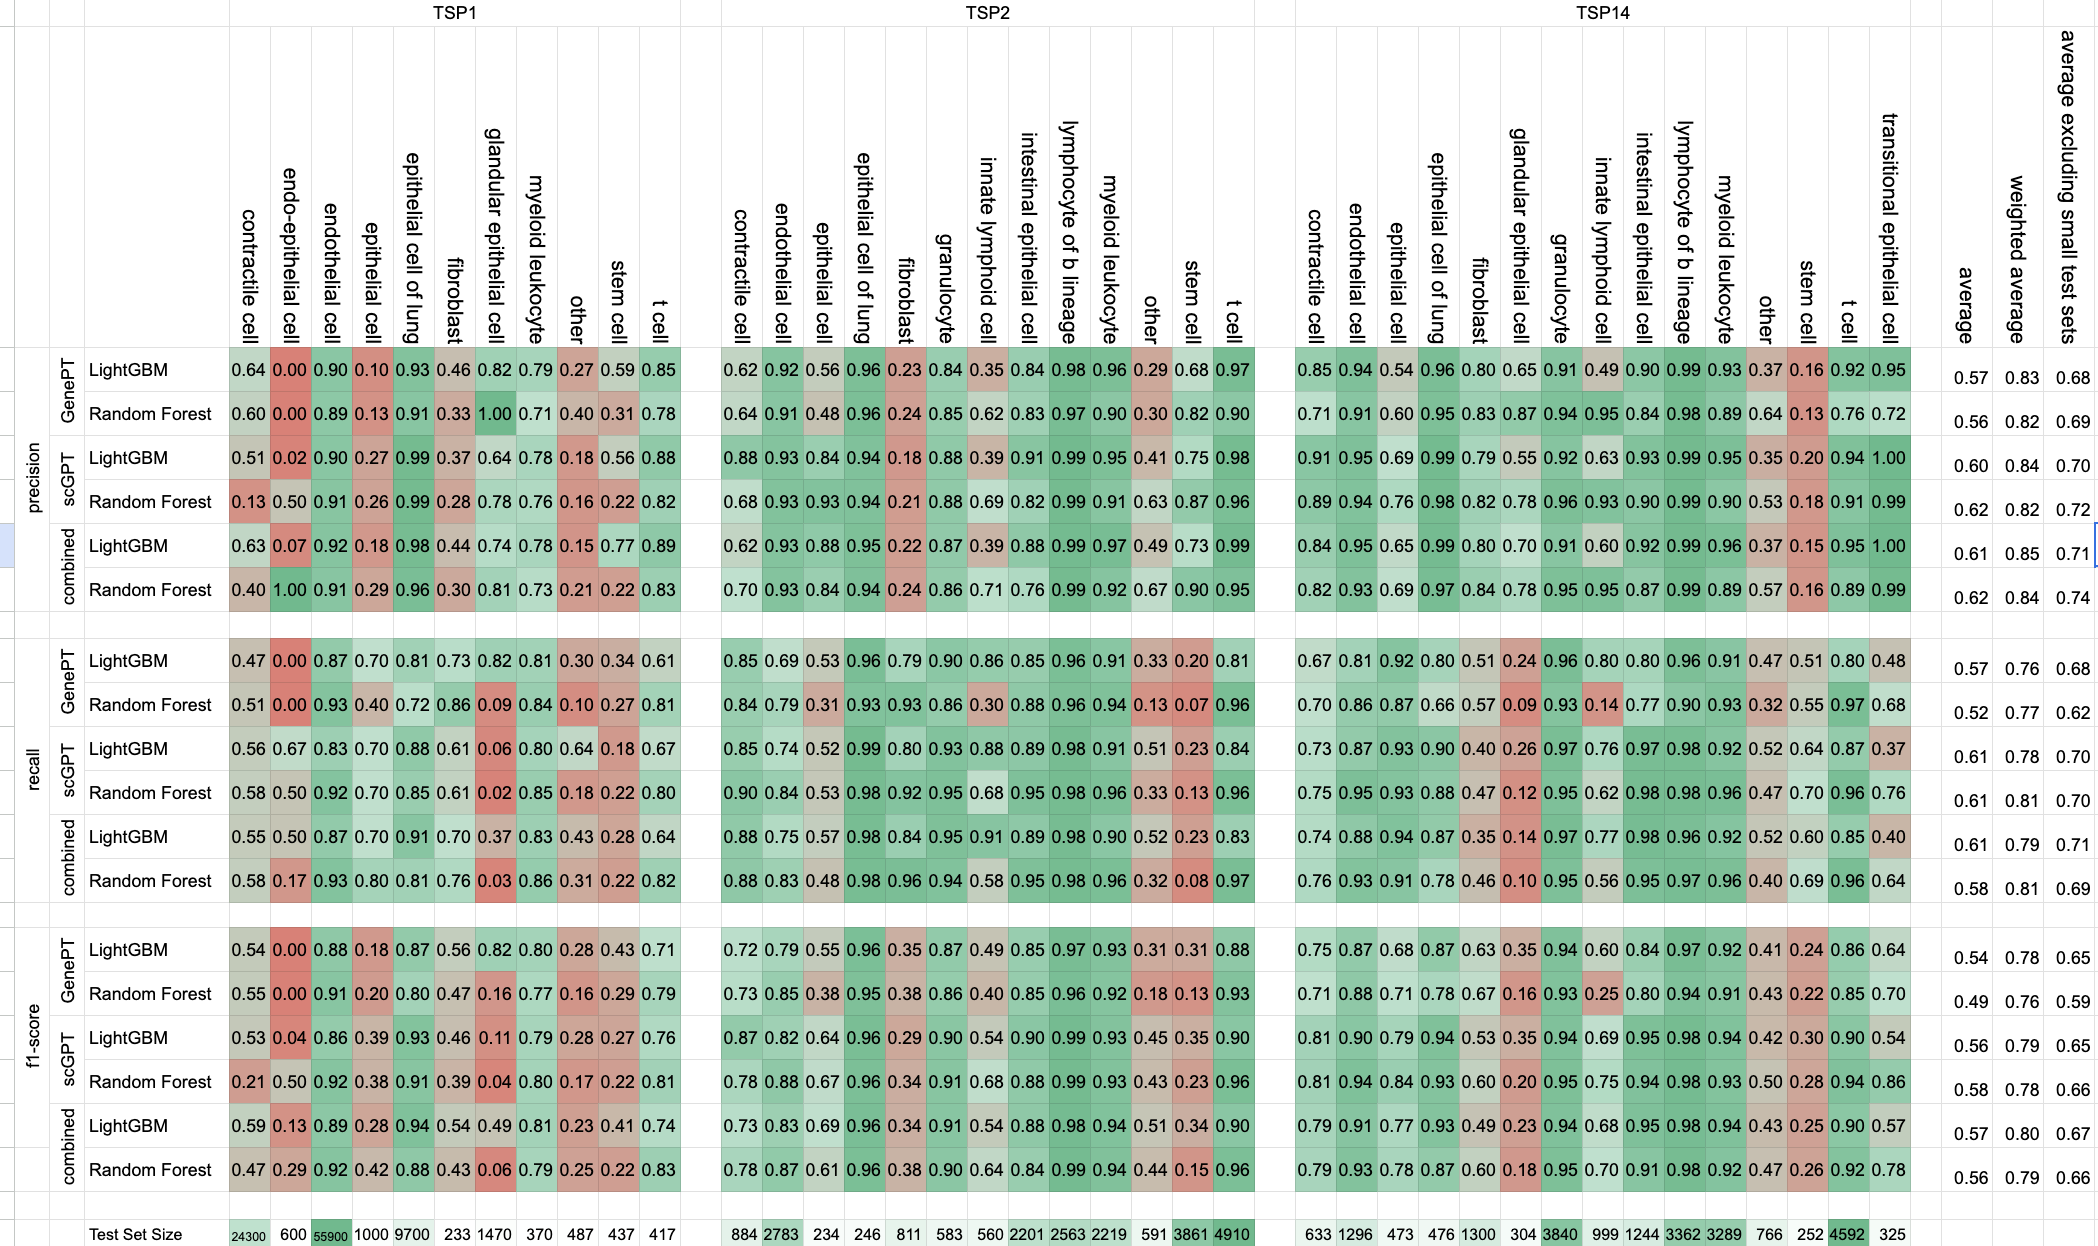 TSP1 TSP2 TSP14
contractile cell endo-epithelial cell endothelial cell epithelial cell epithelial cell of lung fibroblast glandular epithelial cell myeloid leukocyte other stem cell t cell contractile cell endothelial cell epithelial cell epithelial cell of lung fibroblast granulocyte innate lymphoid cell intestinal epithelial cell lymphocyte of b lineage myeloid leukocyte other stem cell t cell contractile cell endothelial cell epithelial cell epithelial cell of lung fibroblast glandular epithelial cell granulocyte innate lymphoid cell intestinal epithelial cell lymphocyte of b lineage myeloid leukocyte other stem cell t cell transitional epithelial cell average weighted average average excluding small test sets
precision
GenePT
LightGBM 0.64 0.00 0.90 0.10 0.93 0.46 0.82 0.79 0.27 0.59 0.85 0.62 0.92 0.56 0.96 0.23 0.84 0.35 0.84 0.98 0.96 0.29 0.68 0.97 0.85 0.94 0.54 0.96 0.80 0.65 0.91 0.49 0.90 0.99 0.93 0.37 0.16 0.92 0.95 0.57 0.83 0.68
Random Forest 0.60 0.00 0.89 0.13 0.91 0.33 1.00 0.71 0.40 0.31 0.78 0.64 0.91 0.48 0.96 0.24 0.85 0.62 0.83 0.97 0.90 0.30 0.82 0.90 0.71 0.91 0.60 0.95 0.83 0.87 0.94 0.95 0.84 0.98 0.89 0.64 0.13 0.76 0.72 0.56 0.82 0.69
scGPT
LightGBM 0.51 0.02 0.90 0.27 0.99 0.37 0.64 0.78 0.18 0.56 0.88 0.88 0.93 0.84 0.94 0.18 0.88 0.39 0.91 0.99 0.95 0.41 0.75 0.98 0.91 0.95 0.69 0.99 0.79 0.55 0.92 0.63 0.93 0.99 0.95 0.35 0.20 0.94 1.00 0.60 0.84 0.70
Random Forest 0.13 0.50 0.91 0.26 0.99 0.28 0.78 0.76 0.16 0.22 0.82 0.68 0.93 0.93 0.94 0.21 0.88 0.69 0.82 0.99 0.91 0.63 0.87 0.96 0.89 0.94 0.76 0.98 0.82 0.78 0.96 0.93 0.90 0.99 0.90 0.53 0.18 0.91 0.99 0.62 0.82 0.72
combined
LightGBM 0.63 0.07 0.92 0.18 0.98 0.44 0.74 0.78 0.15 0.77 0.89 0.62 0.93 0.88 0.95 0.22 0.87 0.39 0.88 0.99 0.97 0.49 0.73 0.99 0.84 0.95 0.65 0.99 0.80 0.70 0.91 0.60 0.92 0.99 0.96 0.37 0.15 0.95 1.00 0.61 0.85 0.71
Random Forest 0.40 1.00 0.91 0.29 0.96 0.30 0.81 0.73 0.21 0.22 0.83 0.70 0.93 0.84 0.94 0.24 0.86 0.71 0.76 0.99 0.92 0.67 0.90 0.95 0.82 0.93 0.69 0.97 0.84 0.78 0.95 0.95 0.87 0.99 0.89 0.57 0.16 0.89 0.99 0.62 0.84 0.74
recall
GenePT
LightGBM 0.47 0.00 0.87 0.70 0.81 0.73 0.82 0.81 0.30 0.34 0.61 0.85 0.69 0.53 0.96 0.79 0.90 0.86 0.85 0.96 0.91 0.33 0.20 0.81 0.67 0.81 0.92 0.80 0.51 0.24 0.96 0.80 0.80 0.96 0.91 0.47 0.51 0.80 0.48 0.57 0.76 0.68
Random Forest 0.51 0.00 0.93 0.40 0.72 0.86 0.09 0.84 0.10 0.27 0.81 0.84 0.79 0.31 0.93 0.93 0.86 0.30 0.88 0.96 0.94 0.13 0.07 0.96 0.70 0.86 0.87 0.66 0.57 0.09 0.93 0.14 0.77 0.90 0.93 0.32 0.55 0.97 0.68 0.52 0.77 0.62
scGPT
LightGBM 0.56 0.67 0.83 0.70 0.88 0.61 0.06 0.80 0.64 0.18 0.67 0.85 0.74 0.52 0.99 0.80 0.93 0.88 0.89 0.98 0.91 0.51 0.23 0.84 0.73 0.87 0.93 0.90 0.40 0.26 0.97 0.76 0.97 0.98 0.92 0.52 0.64 0.87 0.37 0.61 0.78 0.70
Random Forest 0.58 0.50 0.92 0.70 0.85 0.61 0.02 0.85 0.18 0.22 0.80 0.90 0.84 0.53 0.98 0.92 0.95 0.68 0.95 0.98 0.96 0.33 0.13 0.96 0.75 0.95 0.93 0.88 0.47 0.12 0.95 0.62 0.98 0.98 0.96 0.47 0.70 0.96 0.76 0.61 0.81 0.70
combined
LightGBM 0.55 0.50 0.87 0.70 0.91 0.70 0.37 0.83 0.43 0.28 0.64 0.88 0.75 0.57 0.98 0.84 0.95 0.91 0.89 0.98 0.90 0.52 0.23 0.83 0.74 0.88 0.94 0.87 0.35 0.14 0.97 0.77 0.98 0.96 0.92 0.52 0.60 0.85 0.40 0.61 0.79 0.71
Random Forest 0.58 0.17 0.93 0.80 0.81 0.76 0.03 0.86 0.31 0.22 0.82 0.88 0.83 0.48 0.98 0.96 0.94 0.58 0.95 0.98 0.96 0.32 0.08 0.97 0.76 0.93 0.91 0.78 0.46 0.10 0.95 0.56 0.95 0.97 0.96 0.40 0.69 0.96 0.64 0.58 0.81 0.69
f1-score
GenePT
LightGBM 0.54 0.00 0.88 0.18 0.87 0.56 0.82 0.80 0.28 0.43 0.71 0.72 0.79 0.55 0.96 0.35 0.87 0.49 0.85 0.97 0.93 0.31 0.31 0.88 0.75 0.87 0.68 0.87 0.63 0.35 0.94 0.60 0.84 0.97 0.92 0.41 0.24 0.86 0.64 0.54 0.78 0.65
Random Forest 0.55 0.00 0.91 0.20 0.80 0.47 0.16 0.77 0.16 0.29 0.79 0.73 0.85 0.38 0.95 0.38 0.86 0.40 0.85 0.96 0.92 0.18 0.13 0.93 0.71 0.88 0.71 0.78 0.67 0.16 0.93 0.25 0.80 0.94 0.91 0.43 0.22 0.85 0.70 0.49 0.76 0.59
scGPT
LightGBM 0.53 0.04 0.86 0.39 0.93 0.46 0.11 0.79 0.28 0.27 0.76 0.87 0.82 0.64 0.96 0.29 0.90 0.54 0.90 0.99 0.93 0.45 0.35 0.90 0.81 0.90 0.79 0.94 0.53 0.35 0.94 0.69 0.95 0.98 0.94 0.42 0.30 0.90 0.54 0.56 0.79 0.65
Random Forest 0.21 0.50 0.92 0.38 0.91 0.39 0.04 0.80 0.17 0.22 0.81 0.78 0.88 0.67 0.96 0.34 0.91 0.68 0.88 0.99 0.93 0.43 0.23 0.96 0.81 0.94 0.84 0.93 0.60 0.20 0.95 0.75 0.94 0.98 0.93 0.50 0.28 0.94 0.86 0.58 0.78 0.66
combined
LightGBM 0.59 0.13 0.89 0.28 0.94 0.54 0.49 0.81 0.23 0.41 0.74 0.73 0.83 0.69 0.96 0.34 0.91 0.54 0.88 0.98 0.94 0.51 0.34 0.90 0.79 0.91 0.77 0.93 0.49 0.23 0.94 0.68 0.95 0.98 0.94 0.43 0.25 0.90 0.57 0.57 0.80 0.67
Random Forest 0.47 0.29 0.92 0.42 0.88 0.43 0.06 0.79 0.25 0.22 0.83 0.78 0.87 0.61 0.96 0.38 0.90 0.64 0.84 0.99 0.94 0.44 0.15 0.96 0.79 0.93 0.78 0.87 0.60 0.18 0.95 0.70 0.91 0.98 0.92 0.47 0.26 0.92 0.78 0.56 0.79 0.66
Test Set Size 24300 600 55900 1000 9700 233 1470 370 487 437 417 884 2783 234 246 811 583 560 2201 2563 2219 591 3861 4910 633 1296 473 476 1300 304 3840 999 1244 3362 3289 766 252 4592 325